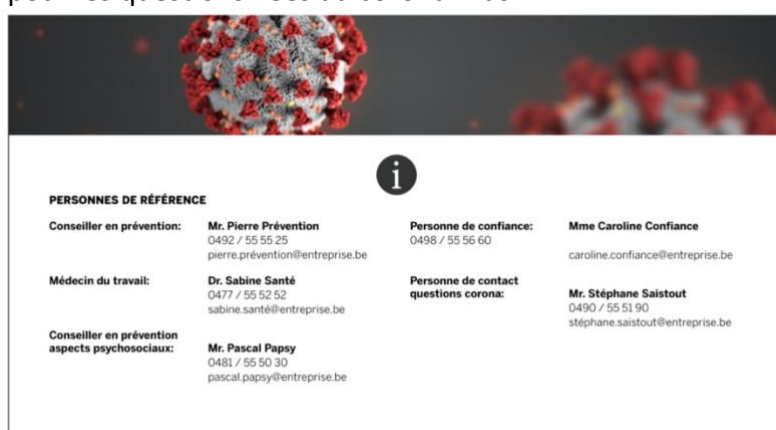 i
PERSONNES DE RÉFÉRENCE
Conseiller en prévention:
Mr. Pierre Prévention
0492 / 55 55 25
pierre.prévention@entreprise.be
Médecin du travail:
Dr. Sabine Santé
0477 / 55 52 52
sabine.santé@entreprise.be
Conseiller en prévention
aspects psychosociaux:
Mr. Pascal Papsy
0481 / 55 50 30
pascal.papsy@entreprise.be
Personne de confiance:
0498 / 55 56 60
Mme Caroline Confiance
caroline.confiance@entreprise.be
Personne de contact
questions corona:
Mr. Stéphane Saistout
0490 / 55 51 90
stéphane.saistout@entreprise.be